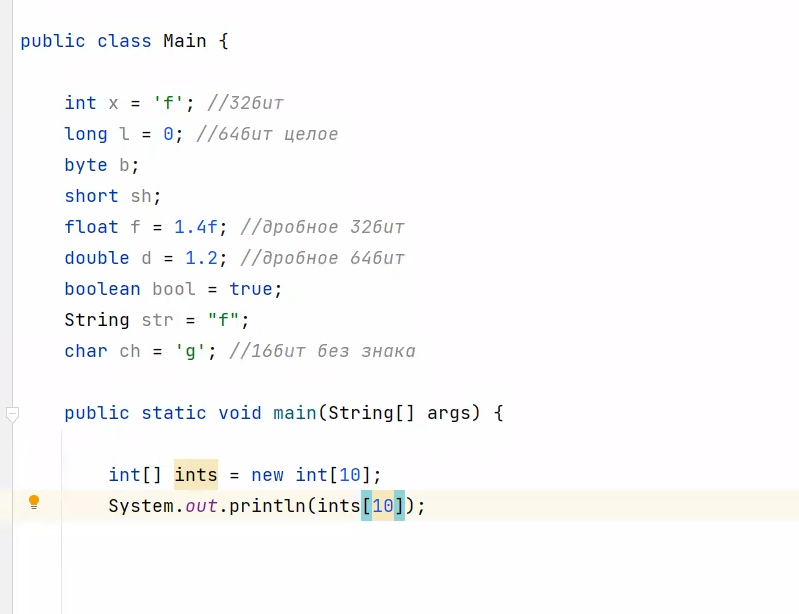 public class Main {
int x = 'f'; //32бит
long l = 0; //64бит целое
byte b;
short sh;
float f = 1.4f; //дробное 32бит
double d = 1.2; //дробное 64бит
boolean bool = true;
String str = "f";
char ch = 'g'; //16бит без знака
public static void main(String[] args) {
int[] ints = new int[10];
System.out.println(ints[10]);